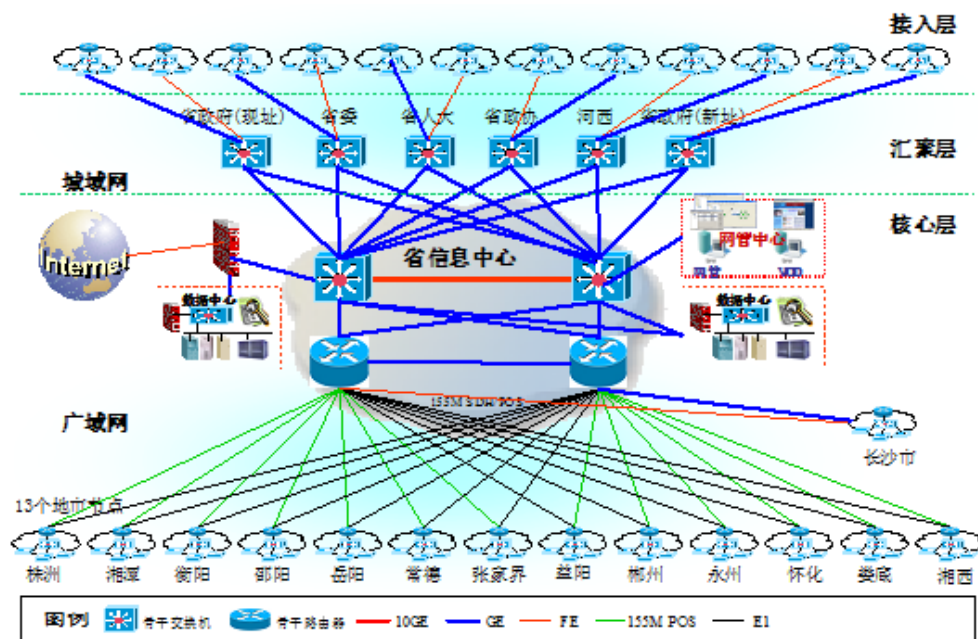 接入层
省政府(现址) 省委 省人大 省政协 河西 省政府(新址)
汇聚层
城域网
核心层
Internet
省信息中心
网管中心
网管 VOD
数据中心 数据中心
155M SDH POS
广域网
长沙市
13个地市节点
株洲 湘潭 衡阳 邵阳 岳阳 常德 张家界 益阳 郴州 永州 怀化 娄底 湘西
图例 骨干交换机 骨干路由器 10GE GE FE 155M POS E1